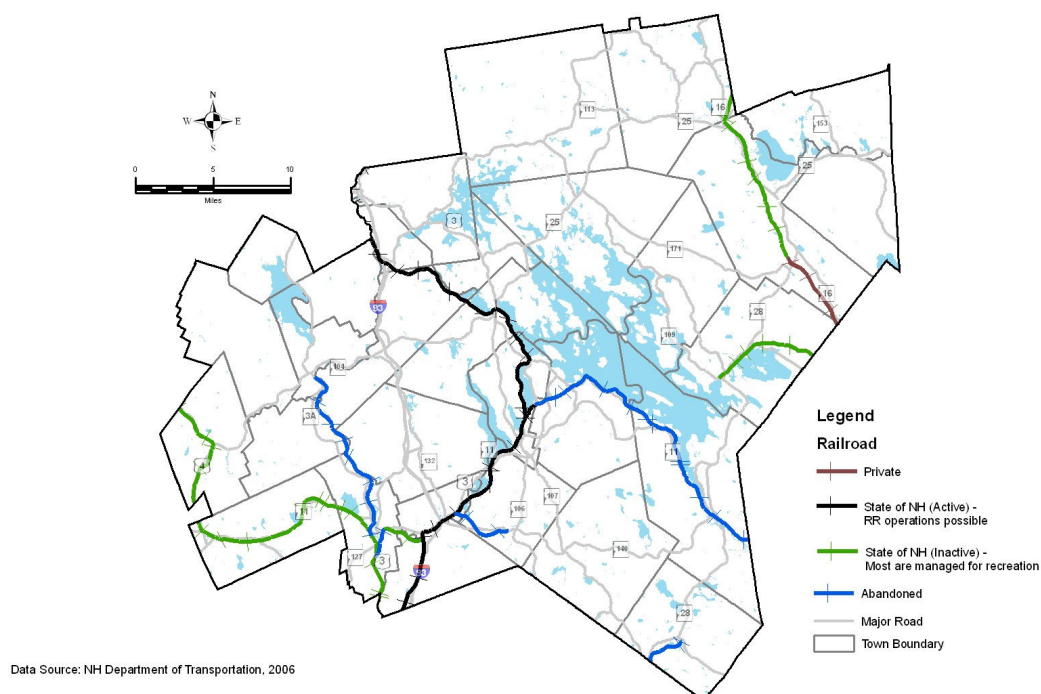 N
W E
S
0 5 10
Miles
16
113
25
153
25
3
25
171
16
28
109
93
104
3A
4
11
132
11
3
106
107
11
127
3
93
140
28
Legend
Railroad
Private
State of NH (Active) -
RR operations possible
State of NH (Inactive) -
Most are managed for recreation
Abandoned
Major Road
Town Boundary
Data Source: NH Department of Transportation, 2006